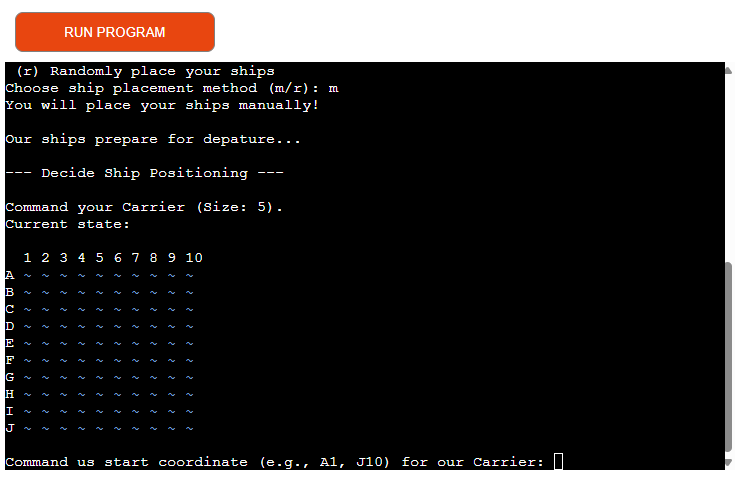 RUN PROGRAM
(r) Randomly place your ships
Choose ship placement method (m/r): m
You will place your ships manually!
Our ships prepare for depature...
--- Decide Ship Positioning ---
Command your Carrier (Size: 5).
Current state:
1 2 3 4 5 6 7 8 9 10
A ~ ~ ~ ~ ~ ~ ~ ~ ~ ~
B ~ ~ ~ ~ ~ ~ ~ ~ ~ ~
C ~ ~ ~ ~ ~ ~ ~ ~ ~ ~
D ~ ~ ~ ~ ~ ~ ~ ~ ~ ~
E ~ ~ ~ ~ ~ ~ ~ ~ ~ ~
F ~ ~ ~ ~ ~ ~ ~ ~ ~ ~
G ~ ~ ~ ~ ~ ~ ~ ~ ~ ~
H ~ ~ ~ ~ ~ ~ ~ ~ ~ ~
I ~ ~ ~ ~ ~ ~ ~ ~ ~ ~
J ~ ~ ~ ~ ~ ~ ~ ~ ~ ~
Command us start coordinate (e.g., A1, J10) for our Carrier: